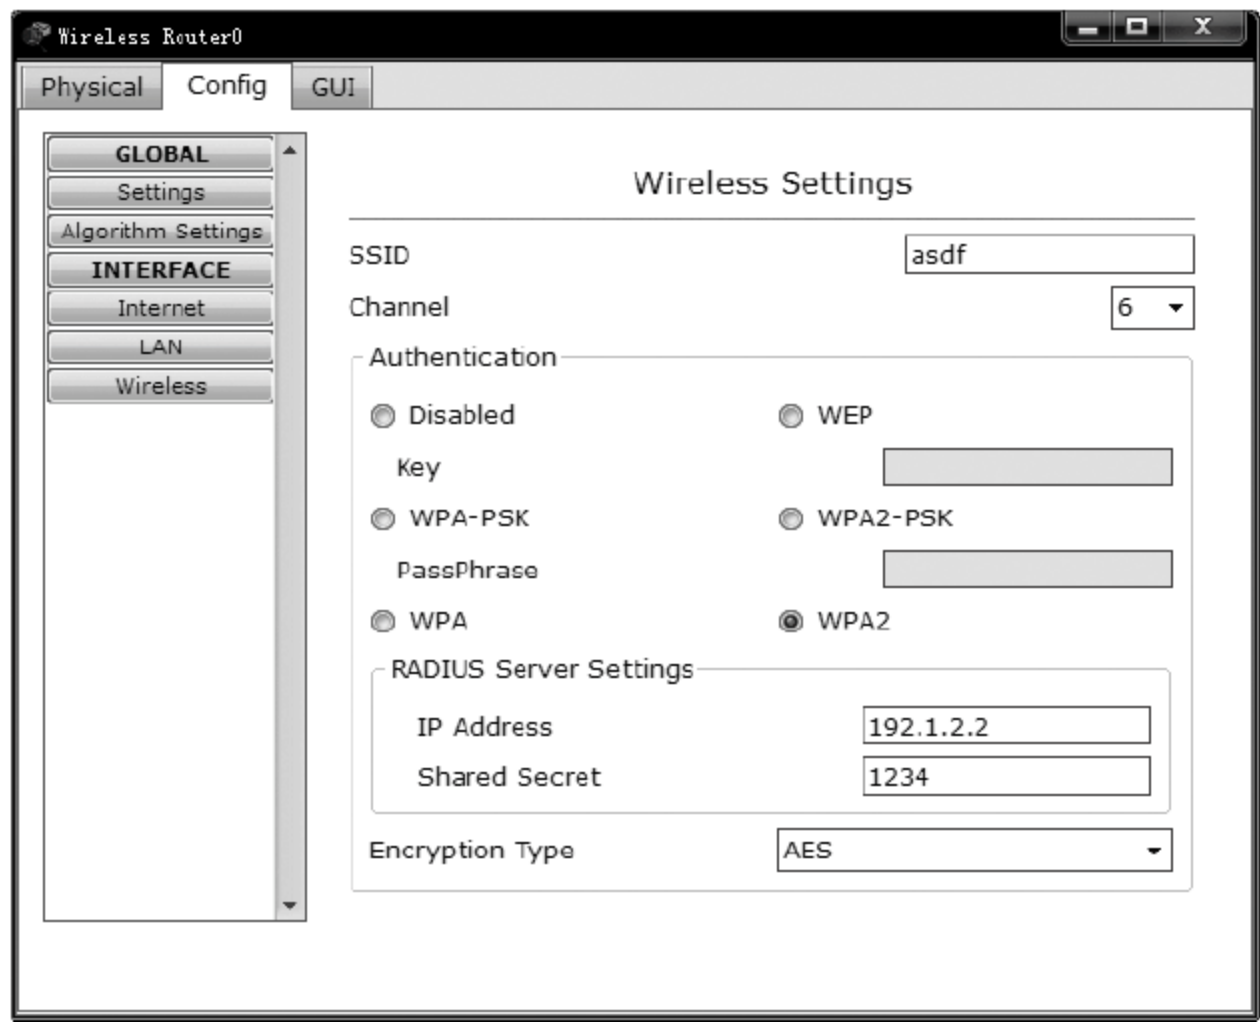 Wireless Router0
X
Physical Config GUI
GLOBAL
Settings
Algorithm Settings
INTERFACE
Internet
LAN
Wireless
Wireless Settings
SSID asdf
Channel 6
Authentication
Disabled WEP
Key
WPA-PSK WPA2-PSK
PassPhrase
WPA WPA2
RADIUS Server Settings
IP Address 192.1.2.2
Shared Secret 1234
Encryption Type AES